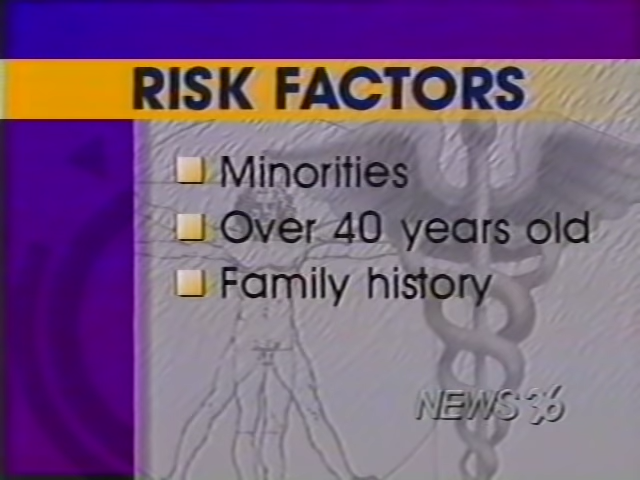 RISK FACTORS
Minorities
Over 40 years old
Family history
NEWS 36